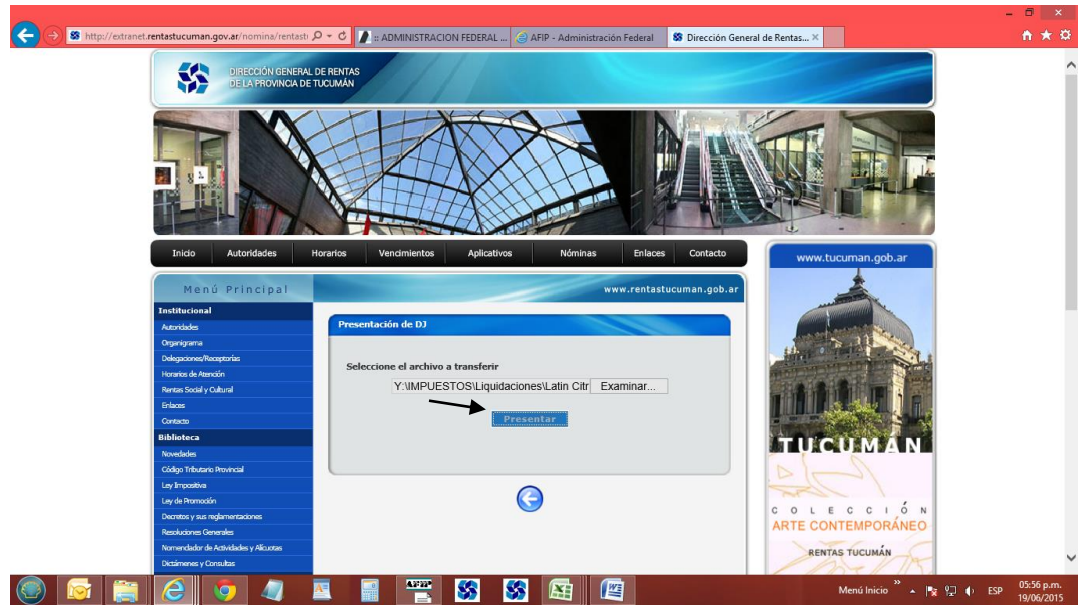 http://extranet.rentastucuman.gov.ar/nomina/rentast
:: ADMINISTRACION FEDERAL ...
AFIP - Administración Federal
Dirección General de Rentas...
DIRECCIÓN GENERAL DE RENTAS
DE LA PROVINCIA DE TUCUMÁN
Inicio Autoridades Horarios Vencimientos Aplicativos Nóminas Enlaces Contacto
www.tucuman.gob.ar
Menú Principal
www.rentastucuman.gob.ar
Institucional
Autoridades
Organigrama
Delegaciones/Receptorías
Horarios de Atención
Rentas Social y Cultural
Enlaces
Contacto
Biblioteca
Novedades
Código Tributario Provincial
Ley Impositiva
Ley de Promoción
Decretos y sus reglamentaciones
Resoluciones Generales
Nomenclador de Actividades y Alícuotas
Dictámenes y Consultas
Presentación de DJ
Seleccione el archivo a transferir
Y:\IMPUESTOS\Liquidaciones\Latin Citr Examinar...
Presentar
TUCUMÁN
COLECCIÓN
ARTE CONTEMPORÁNEO
RENTAS TUCUMÁN
AFIP
Menú Inicio
ESP
05:56 p.m.
19/06/2015